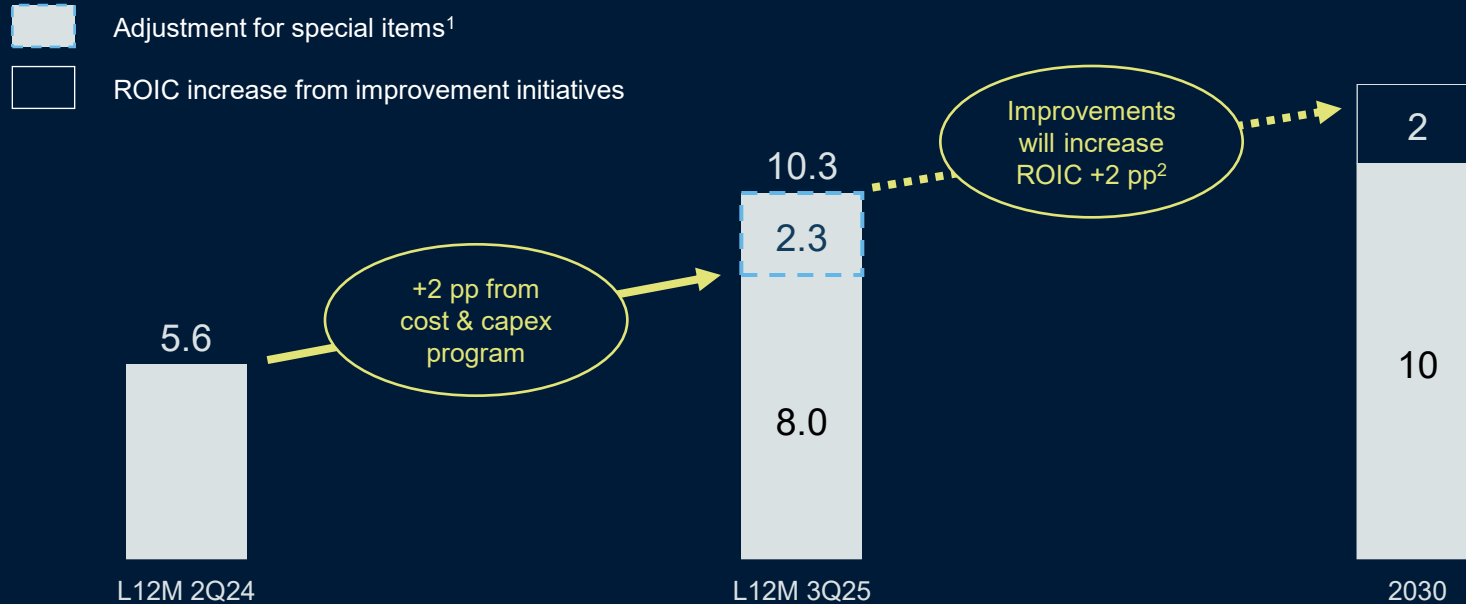 Adjustment for special items¹
ROIC increase from improvement initiatives
Improvements
will increase
ROIC +2 pp²
2
10.3
2.3
+2 pp from
cost & capex
program
5.6
10
8.0
L12M 2Q24
L12M 3Q25
2030